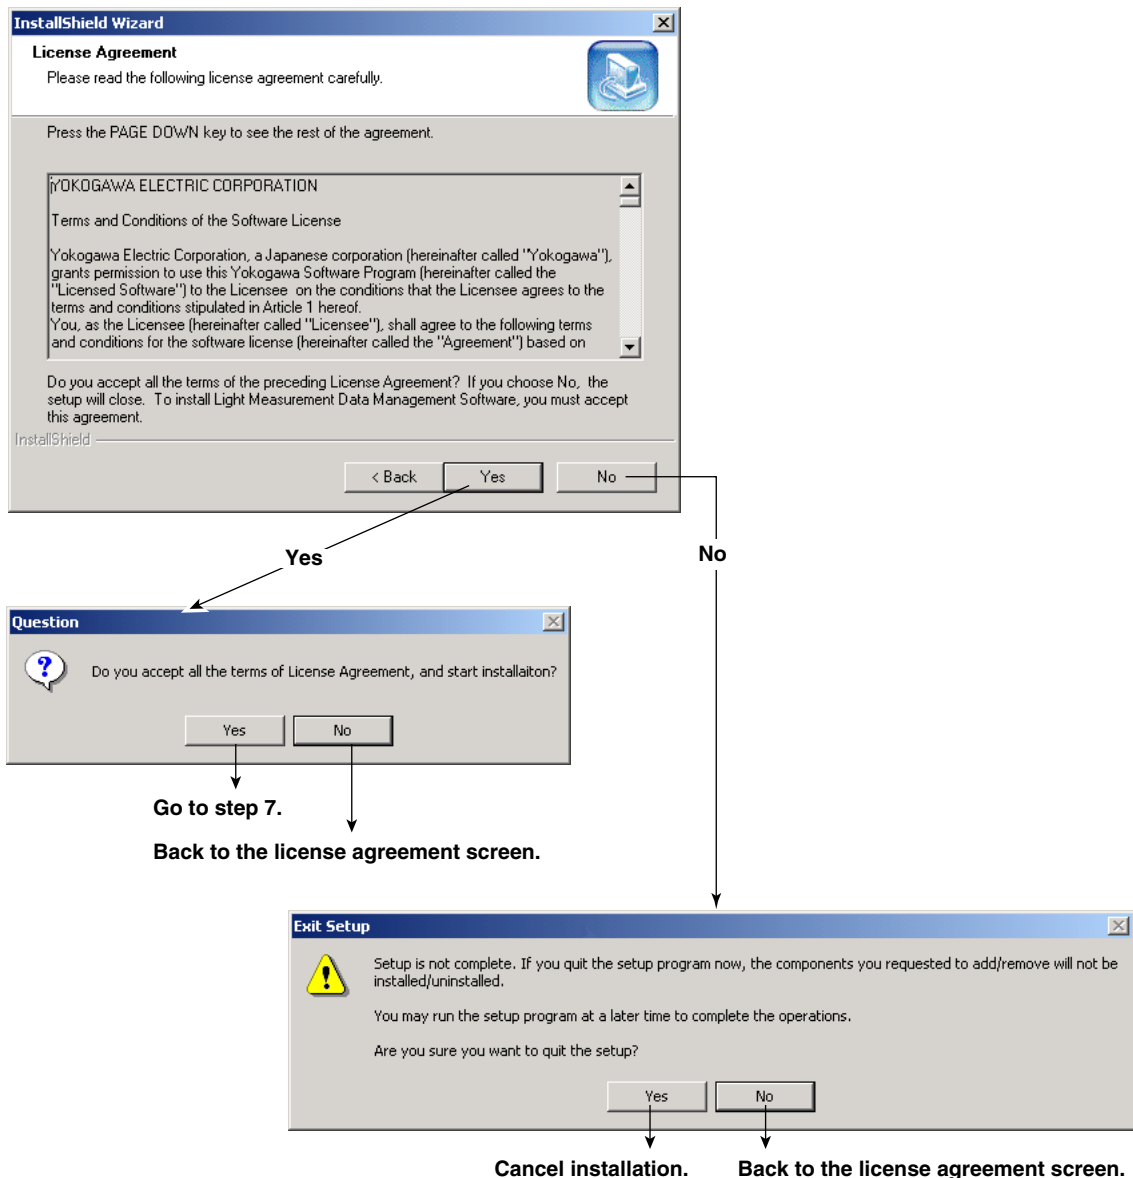 InstallShield Wizard
License Agreement
Please read the following license agreement carefully.
Press the PAGE DOWN key to see the rest of the agreement.
YOKOGAWA ELECTRIC CORPORATION
Terms and Conditions of the Software License
Yokogawa Electric Corporation, a Japanese corporation (hereinafter called "Yokogawa"),
grants permission to use this Yokogawa Software Program (hereinafter called the
"Licensed Software") to the Licensee on the conditions that the Licensee agrees to the
terms and conditions stipulated in Article 1 hereof.
You, as the Licensee (hereinafter called "Licensee"), shall agree to the following terms
and conditions for the software license (hereinafter called the "Agreement") based on
Do you accept all the terms of the preceding License Agreement? If you choose No, the
setup will close. To install Light Measurement Data Management Software, you must accept
this agreement.
InstallShield
< Back Yes No
Yes
No
Question
Do you accept all the terms of License Agreement, and start installaiton?
Yes No
Go to step 7.
Back to the license agreement screen.
Exit Setup
Setup is not complete. If you quit the setup program now, the components you requested to add/remove will not be
installed/uninstalled.
You may run the setup program at a later time to complete the operations.
Are you sure you want to quit the setup?
Yes No
Cancel installation. Back to the license agreement screen.